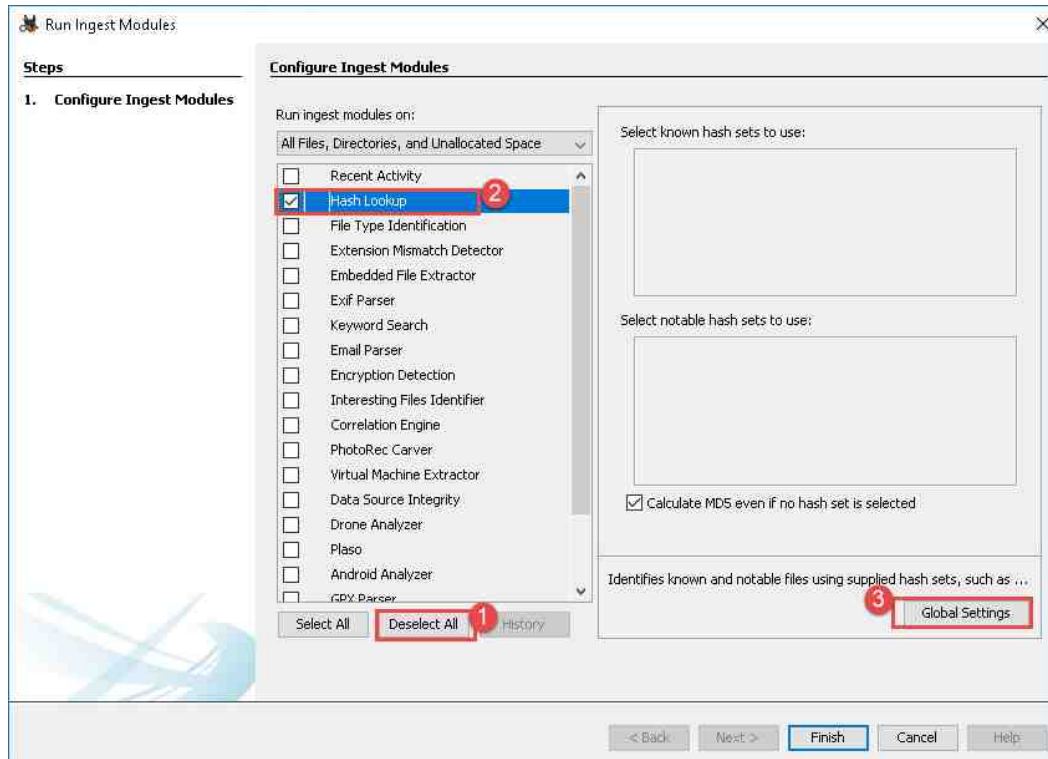 Run Ingest Modules
Steps
1. Configure Ingest Modules
Configure Ingest Modules
Run ingest modules on:
All Files, Directories, and Unallocated Space
Recent Activity
Hash Lookup
2
File Type Identification
Extension Mismatch Detector
Embedded File Extractor
Exif Parser
Keyword Search
Email Parser
Encryption Detection
Interesting Files Identifier
Correlation Engine
PhotoRec Carver
Virtual Machine Extractor
Data Source Integrity
Drone Analyzer
Plaso
Android Analyzer
GPX Parser
Select All
Deselect All
1
History
Select known hash sets to use:
Select notable hash sets to use:
Calculate MD5 even if no hash set is selected
Identifies known and notable files using supplied hash sets, such as ...
3
Global Settings
< Back
Next >
Finish
Cancel
Help